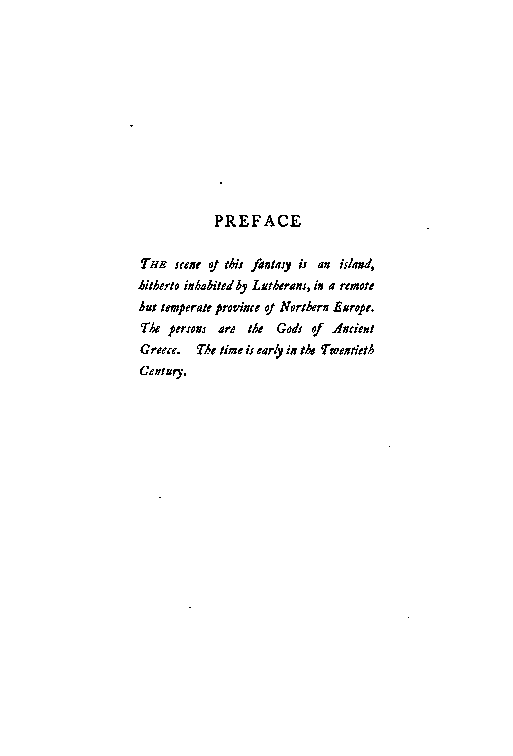 PREFACE
THE scene of this fantasy is an island,
hitherto inhabited by Lutherans, in a remote
but temperate province of Northern Europe.
The persons are the Gods of Ancient
Greece. The time is early in the Twentieth
Century.